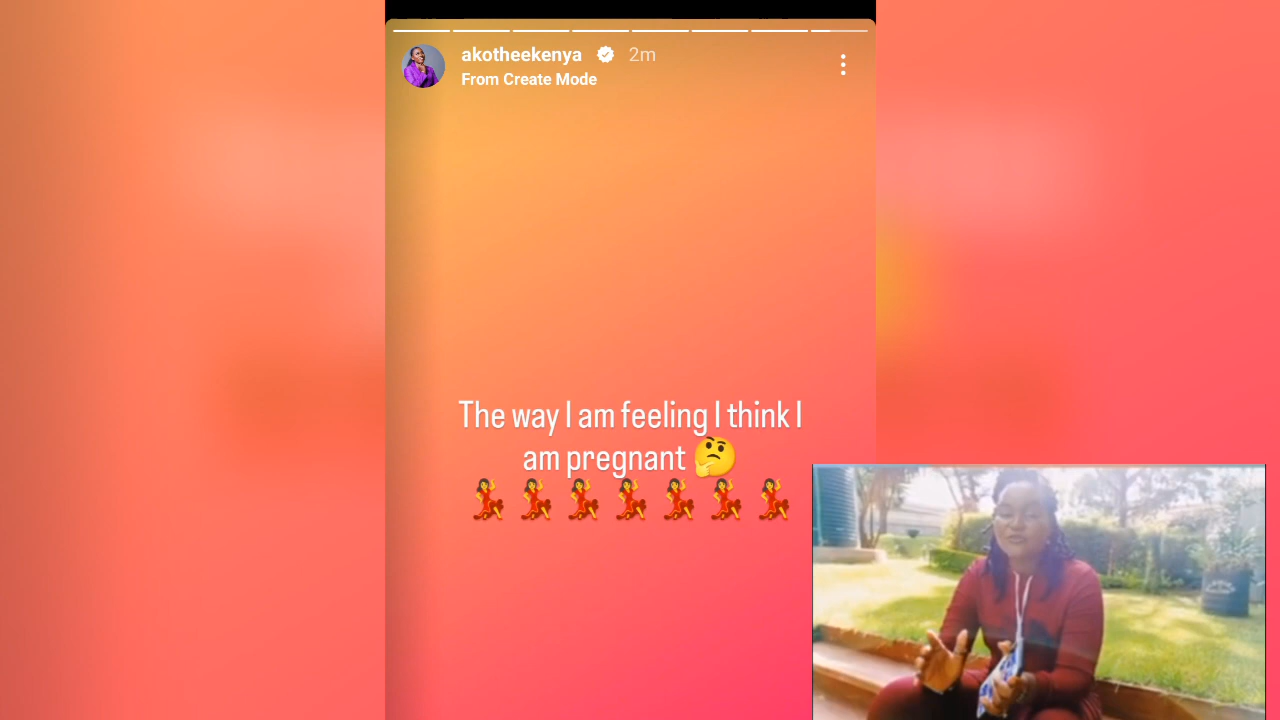 akotheekenya 2m
From Create Mode
The way I am feeling I think I
am pregnant 🤔
💃💃💃💃💃💃💃